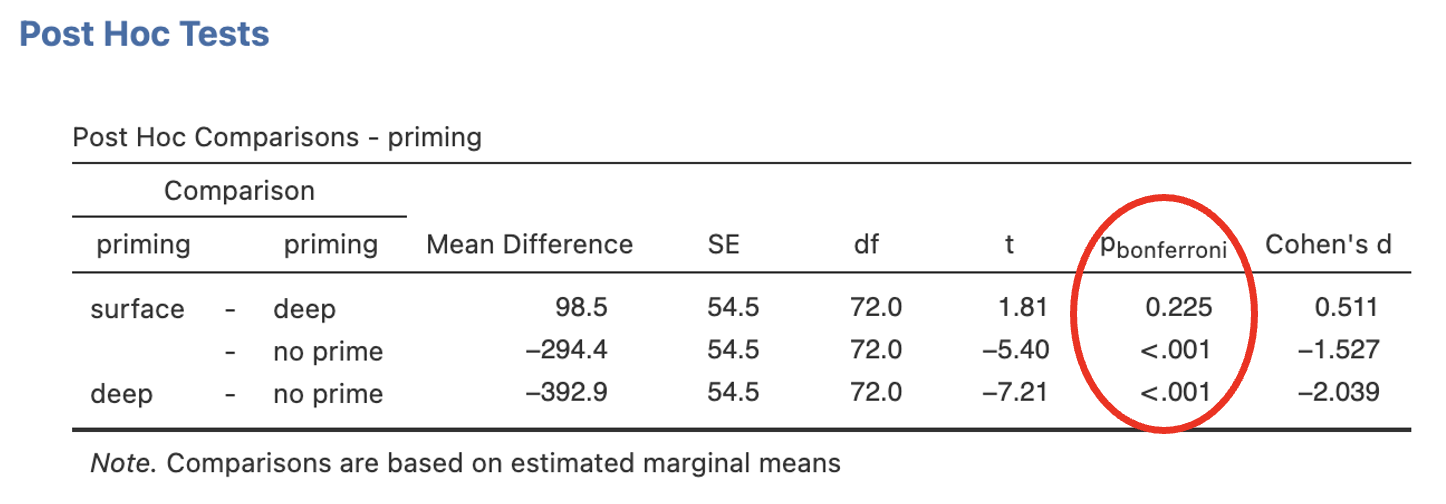 Post Hoc Tests
Post Hoc Comparisons - priming
Comparison
priming priming Mean Difference SE df t pbonferroni Cohen's d
surface - deep 98.5 54.5 72.0 1.81 0.225 0.511
- no prime −294.4 54.5 72.0 −5.40 <.001 −1.527
deep - no prime −392.9 54.5 72.0 −7.21 <.001 −2.039
Note. Comparisons are based on estimated marginal means